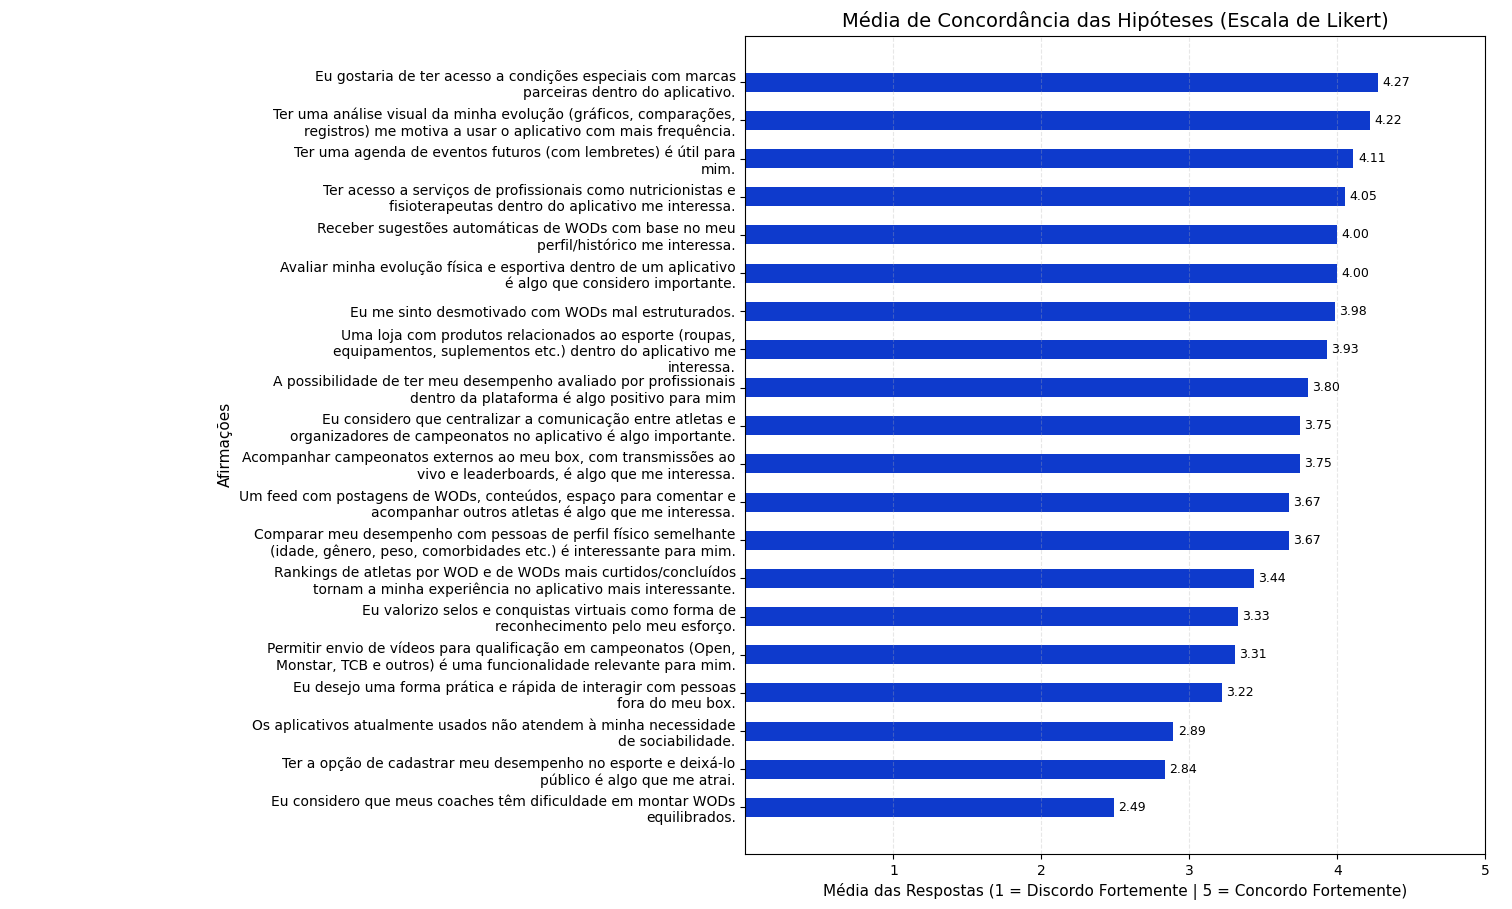 Média de Concordância das Hipóteses (Escala de Likert)
Eu gostaria de ter acesso a condições especiais com marcas
parceiras dentro do aplicativo.
4.27
Ter uma análise visual da minha evolução (gráficos, comparações,
registros) me motiva a usar o aplicativo com mais frequência.
4.22
Ter uma agenda de eventos futuros (com lembretes) é útil para
mim.
4.11
Ter acesso a serviços de profissionais como nutricionistas e
fisioterapeutas dentro do aplicativo me interessa.
4.05
Receber sugestões automáticas de WODs com base no meu
perfil/histórico me interessa.
4.00
Avaliar minha evolução física e esportiva dentro de um aplicativo
é algo que considero importante.
4.00
Eu me sinto desmotivado com WODs mal estruturados.
3.98
Uma loja com produtos relacionados ao esporte (roupas,
equipamentos, suplementos etc.) dentro do aplicativo me
interessa.
3.93
A possibilidade de ter meu desempenho avaliado por profissionais
dentro da plataforma é algo positivo para mim
3.80
Eu considero que centralizar a comunicação entre atletas e
organizadores de campeonatos no aplicativo é algo importante.
3.75
Acompanhar campeonatos externos ao meu box, com transmissões ao
vivo e leaderboards, é algo que me interessa.
3.75
Um feed com postagens de WODs, conteúdos, espaço para comentar e
acompanhar outros atletas é algo que me interessa.
3.67
Comparar meu desempenho com pessoas de perfil físico semelhante
(idade, gênero, peso, comorbidades etc.) é interessante para mim.
3.67
Rankings de atletas por WOD e de WODs mais curtidos/concluídos
tornam a minha experiência no aplicativo mais interessante.
3.44
Eu valorizo selos e conquistas virtuais como forma de
reconhecimento pelo meu esforço.
3.33
Permitir envio de vídeos para qualificação em campeonatos (Open,
Monstar, TCB e outros) é uma funcionalidade relevante para mim.
3.31
Eu desejo uma forma prática e rápida de interagir com pessoas
fora do meu box.
3.22
Os aplicativos atualmente usados não atendem à minha necessidade
de sociabilidade.
2.89
Ter a opção de cadastrar meu desempenho no esporte e deixá-lo
público é algo que me atrai.
2.84
Eu considero que meus coaches têm dificuldade em montar WODs
equilibrados.
2.49
Afirmações
1 2 3 4 5
Média das Respostas (1 = Discordo Fortemente | 5 = Concordo Fortemente)